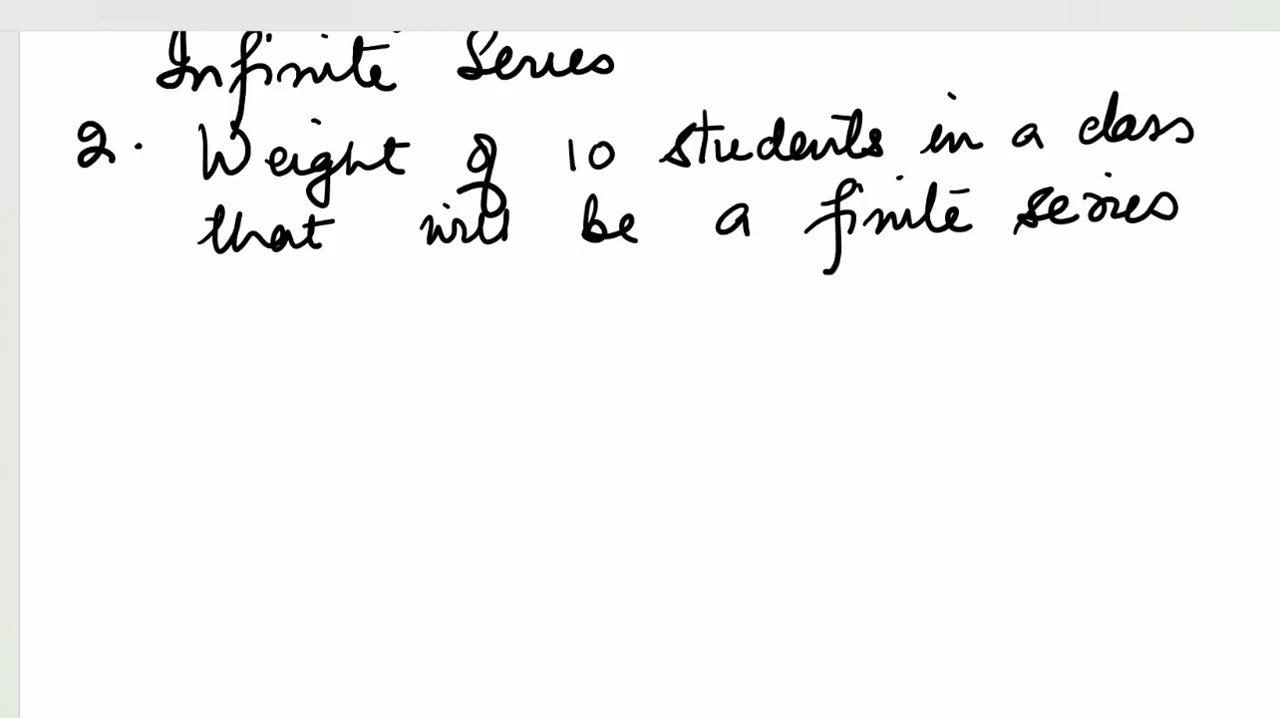 Infinite Series
2. Weight of 10 students in a class
that will be a finite series